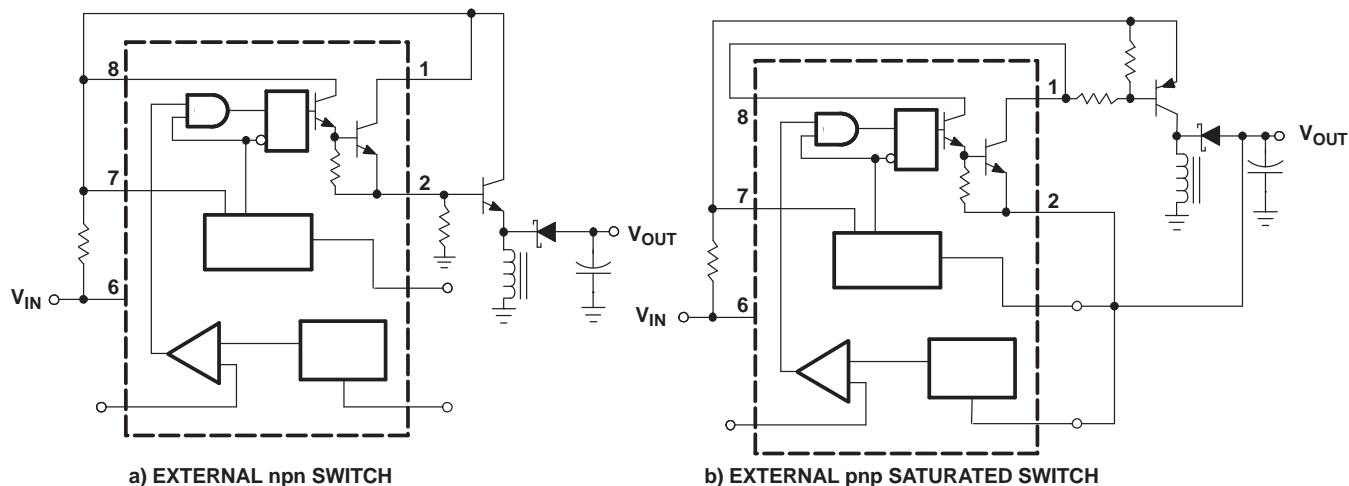 8
1
7
2
V_OUT
V_IN
6
a) EXTERNAL npn SWITCH
1
8
V_OUT
7
2
V_IN
6
b) EXTERNAL pnp SATURATED SWITCH